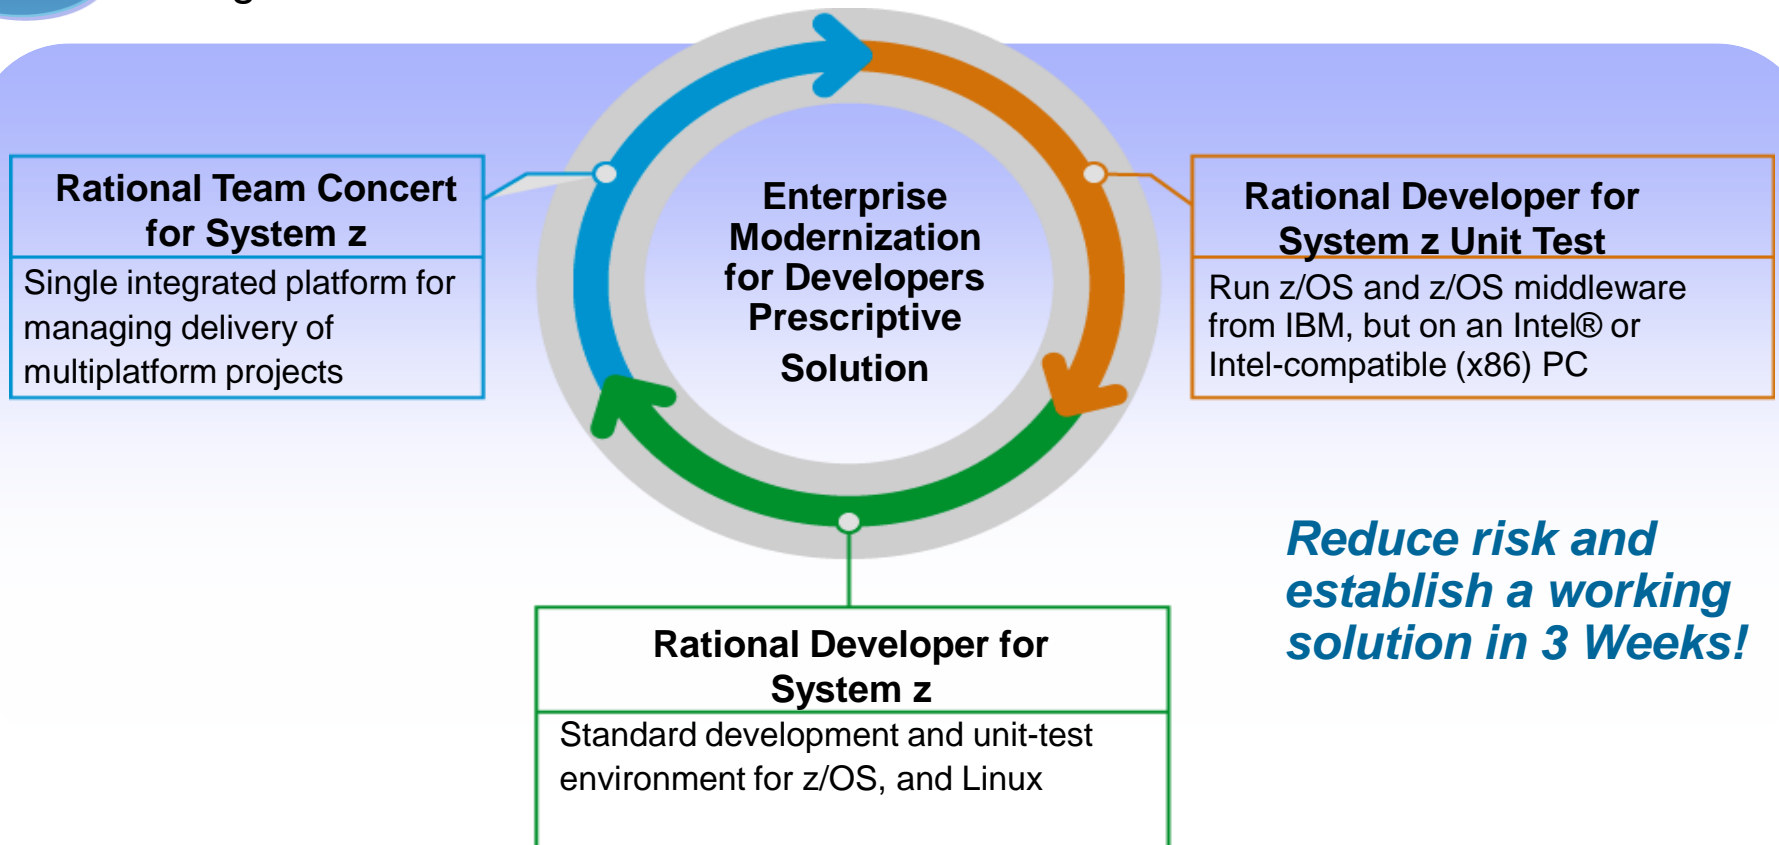 Rational Team Concert
for System z
Single integrated platform for
managing delivery of
multiplatform projects
Enterprise
Modernization
for Developers
Prescriptive
Solution
Rational Developer for
System z Unit Test
Run z/OS and z/OS middleware
from IBM, but on an Intel® or
Intel-compatible (x86) PC
Reduce risk and
establish a working
solution in 3 Weeks!
Rational Developer for
System z
Standard development and unit-test
environment for z/OS, and Linux